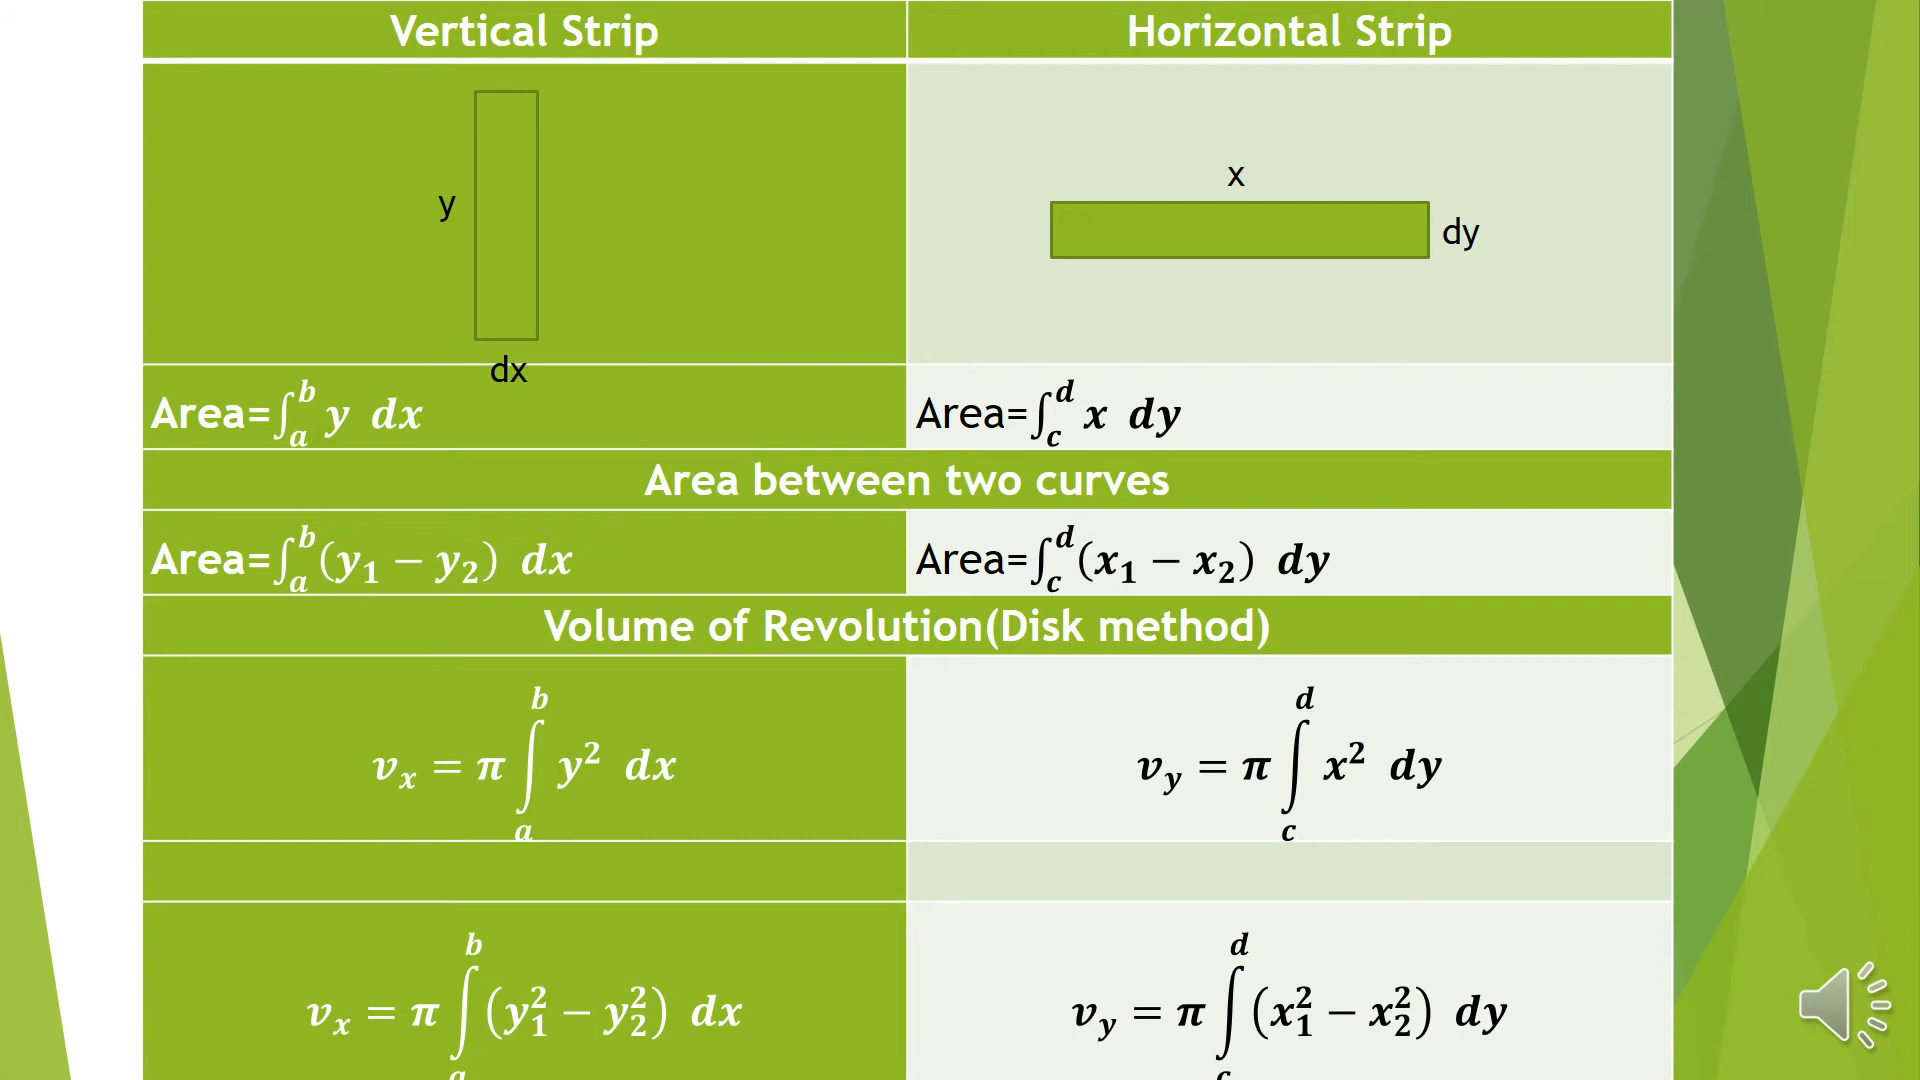 Vertical Strip Horizontal Strip
x
y
dy
dx
Area=∫_a^b y dx Area=∫_c^d x dy
Area between two curves
Area=∫_a^b (y₁ − y₂) dx Area=∫_c^d (x₁ − x₂) dy
Volume of Revolution(Disk method)
v_x = π ∫_a^b y² dx v_y = π ∫_c^d x² dy
v_x = π ∫_a^b (y₁² − y₂²) dx v_y = π ∫_c^d (x₁² − x₂²) dy